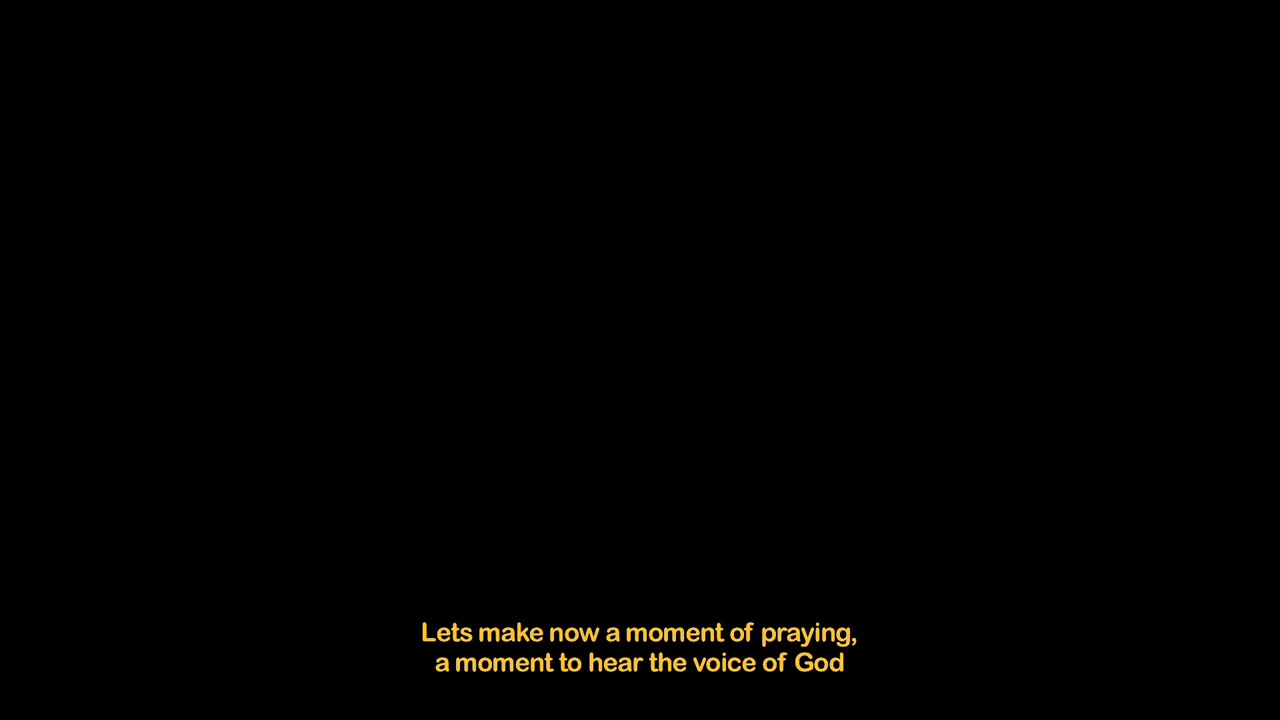 Lets make now a moment of praying,
a moment to hear the voice of God